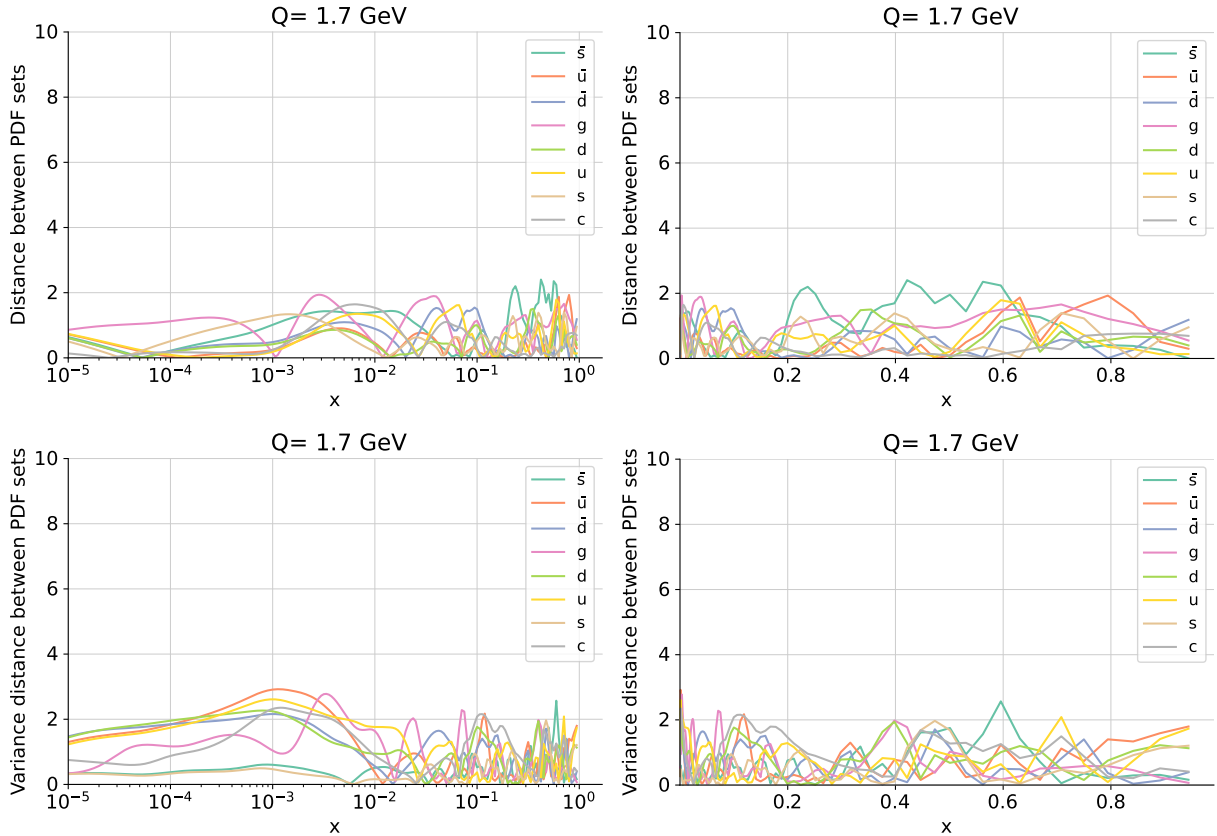 Q= 1.7 GeV
Distance between PDF sets
10
8
6
4
2
0
s̄
ū
d̄
g
d
u
s
c
10⁻⁵ 10⁻⁴ 10⁻³ 10⁻² 10⁻¹ 10⁰
x
Q= 1.7 GeV
Distance between PDF sets
10
8
6
4
2
0
s̄
ū
d̄
g
d
u
s
c
0.2 0.4 0.6 0.8
x
Q= 1.7 GeV
Variance distance between PDF sets
10
8
6
4
2
0
s̄
ū
d̄
g
d
u
s
c
10⁻⁵ 10⁻⁴ 10⁻³ 10⁻² 10⁻¹ 10⁰
x
Q= 1.7 GeV
Variance distance between PDF sets
10
8
6
4
2
0
s̄
ū
d̄
g
d
u
s
c
0.2 0.4 0.6 0.8
x